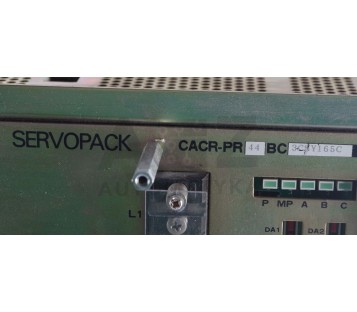 SERVOPACK CACR-PR 44 BC
L1
P MP A B C
DA1 DA2